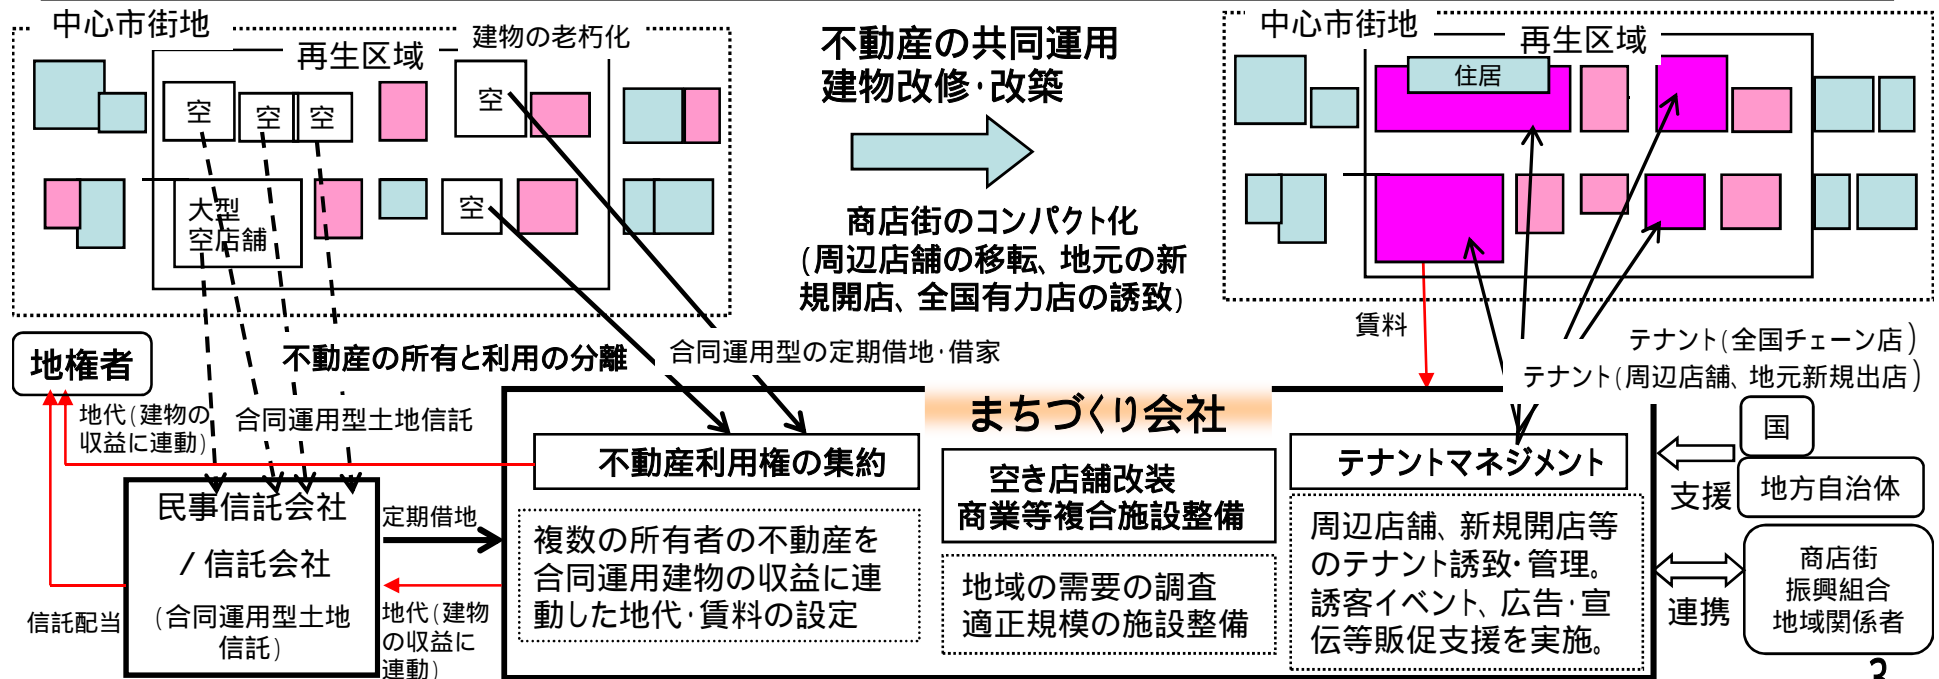 中心市街地
再生区域
建物の老朽化
空
空
空
空
大型
空店舗
空
不動産の共同運用
建物改修・改築
商店街のコンパクト化
(周辺店舗の移転、地元の新
規開店、全国有力店の誘致)
中心市街地
再生区域
住居
賃料
テナント(全国チェーン店)
テナント(周辺店舗、地元新規出店)
地権者
不動産の所有と利用の分離
合同運用型の定期借地・借家
地代(建物の
収益に連動)
合同運用型土地信託
まちづくり会社
不動産利用権の集約
複数の所有者の不動産を
合同運用建物の収益に連
動した地代・賃料の設定
空き店舗改装
商業等複合施設整備
地域の需要の調査
適正規模の施設整備
テナントマネジメント
周辺店舗、新規開店等
のテナント誘致・管理。
誘客イベント、広告・宣
伝等販促支援を実施。
民事信託会社
/信託会社
(合同運用型土地
信託)
定期借地
地代(建物
の収益に
連動)
信託配当
国
地方自治体
支援
連携
商店街
振興組合
地域関係者
3